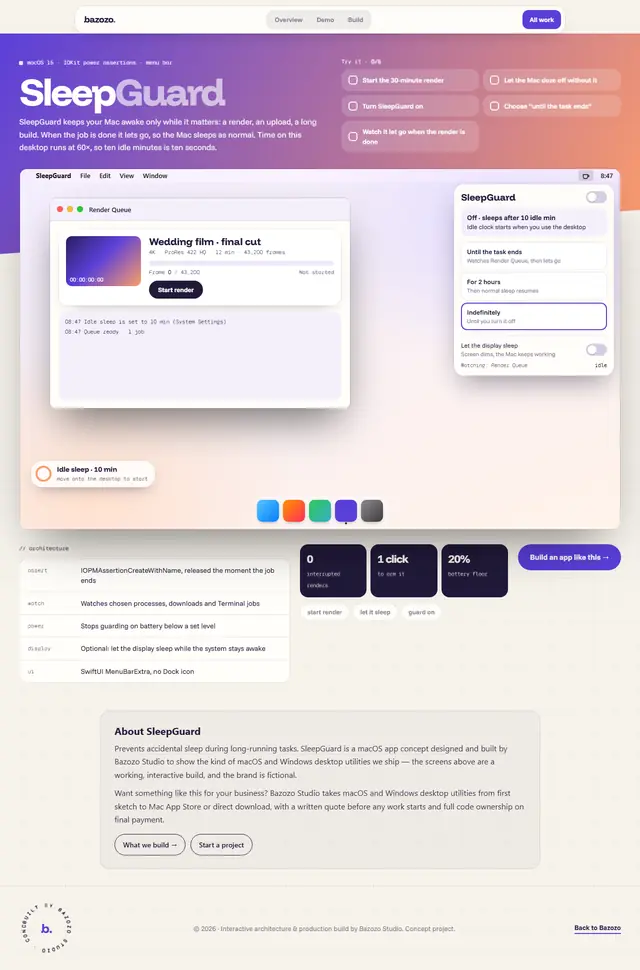 bazozo.
Overview Demo Build
All work
macOS 15 · IOKit power assertions · menu bar
SleepGuard
SleepGuard keeps your Mac awake only while it matters: a render, an upload, a long
build. When the job is done it lets go, so the Mac sleeps as normal. Time on this
desktop runs at 60×, so ten idle minutes is ten seconds.
Try it · 0/5
Start the 30-minute render
Let the Mac doze off without it
Turn SleepGuard on
Choose "until the task ends"
Watch it let go when the render is
done
SleepGuard File Edit View Window
8:47
Render Queue
Wedding film · final cut
4K ProRes 422 HQ 12 min · 43,200 frames
00:00:00:00
Frame 0 / 43,200
Not started
Start render
08:47 Idle sleep is set to 10 min (System Settings)
08:47 Queue ready 1 job
SleepGuard
Off · sleeps after 10 idle min
Idle clock starts when you use the desktop
Until the task ends
Watches Render Queue, then lets go
For 2 hours
Then normal sleep resumes
Indefinitely
Until you turn it off
Let the display sleep
Screen dims, the Mac keeps working
Watching: Render Queue
idle
Idle sleep · 10 min
move onto the desktop to start
// architecture
assert IOPMAssertionCreateWithName, released the moment the job
ends
watch Watches chosen processes, downloads and Terminal jobs
power Stops guarding on battery below a set level
display Optional: let the display sleep while the system stays awake
ui SwiftUI MenuBarExtra, no Dock icon
0
interrupted
renders
1 click
to arm it
20%
battery floor
start render
let it sleep
guard on
Build an app like this →
About SleepGuard
Prevents accidental sleep during long-running tasks. SleepGuard is a macOS app concept designed and built by
Bazozo Studio to show the kind of macOS and Windows desktop utilities we ship — the screens above are a
working, interactive build, and the brand is fictional.
Want something like this for your business? Bazozo Studio takes macOS and Windows desktop utilities from first
sketch to Mac App Store or direct download, with a written quote before any work starts and full code ownership on
final payment.
What we build →
Start a project
b.
BUILT BY BAZOZO STUDIO
© 2026 · Interactive architecture & production build by Bazozo Studio. Concept project.
Back to Bazozo